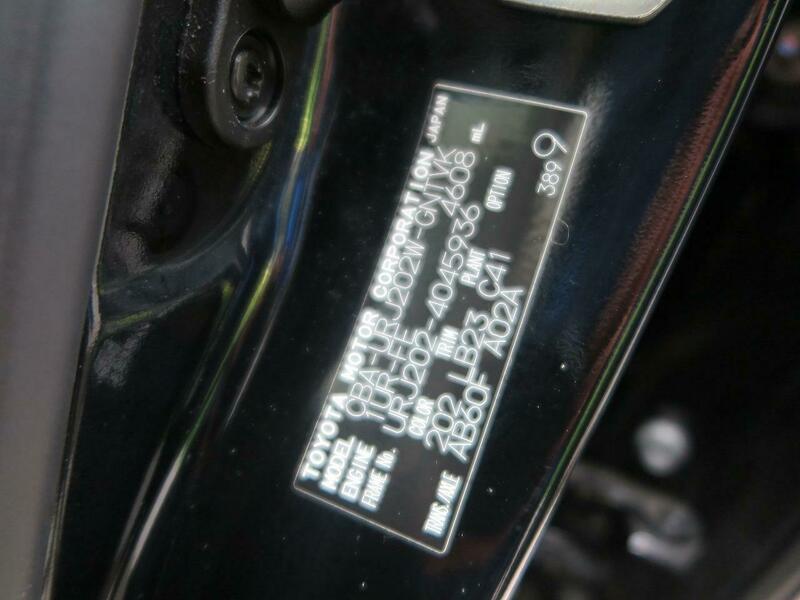 TOYOTA MOTOR CORPORATION JAPAN
MODEL CBA-URJ202W-GNTVK
ENGINE 1UR-FE 4608 mL
FRAME No. URJ202-4045936
COLOR TRIM PLANT OPTION
202 LB23 C41
TRANS./AXLE AB60F A02A
3899